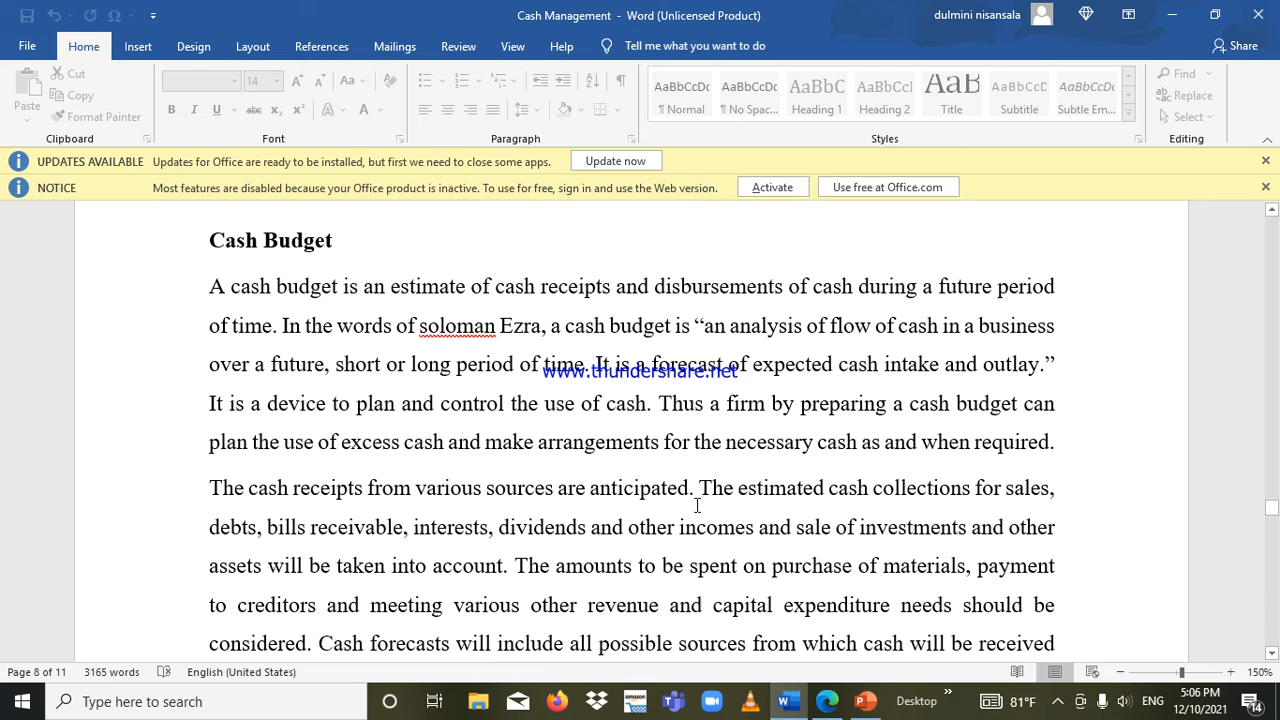 Cash Management - Word (Unlicensed Product)
dulmini nisansala
File Home Insert Design Layout References Mailings Review View Help Tell me what you want to do Share
Paste
Cut
Copy
Format Painter
Clipboard
14
Aa
B I U abc x₂ x² A A
Font
Paragraph
AaBbCcDc AaBbCcDc AaBbC AaBbCcC AaBb AaBbCcD AaBbCcDc
¶ Normal ¶ No Spac... Heading 1 Heading 2 Title Subtitle Subtle Em...
Styles
Find
Replace
Select
Editing
UPDATES AVAILABLE Updates for Office are ready to be installed, but first we need to close some apps. Update now
NOTICE Most features are disabled because your Office product is inactive. To use for free, sign in and use the Web version. Activate Use free at Office.com
Cash Budget
A cash budget is an estimate of cash receipts and disbursements of cash during a future period
of time. In the words of soloman Ezra, a cash budget is “an analysis of flow of cash in a business
over a future, short or long period of time. It is a forecast of expected cash intake and outlay.”
www.thundershare.net
It is a device to plan and control the use of cash. Thus a firm by preparing a cash budget can
plan the use of excess cash and make arrangements for the necessary cash as and when required.
The cash receipts from various sources are anticipated. The estimated cash collections for sales,
debts, bills receivable, interests, dividends and other incomes and sale of investments and other
assets will be taken into account. The amounts to be spent on purchase of materials, payment
to creditors and meeting various other revenue and capital expenditure needs should be
considered. Cash forecasts will include all possible sources from which cash will be received
Page 8 of 11 3165 words English (United States) 150%
Type here to search
amazon
Desktop
81°F
ENG
5:06 PM
12/10/2021
14